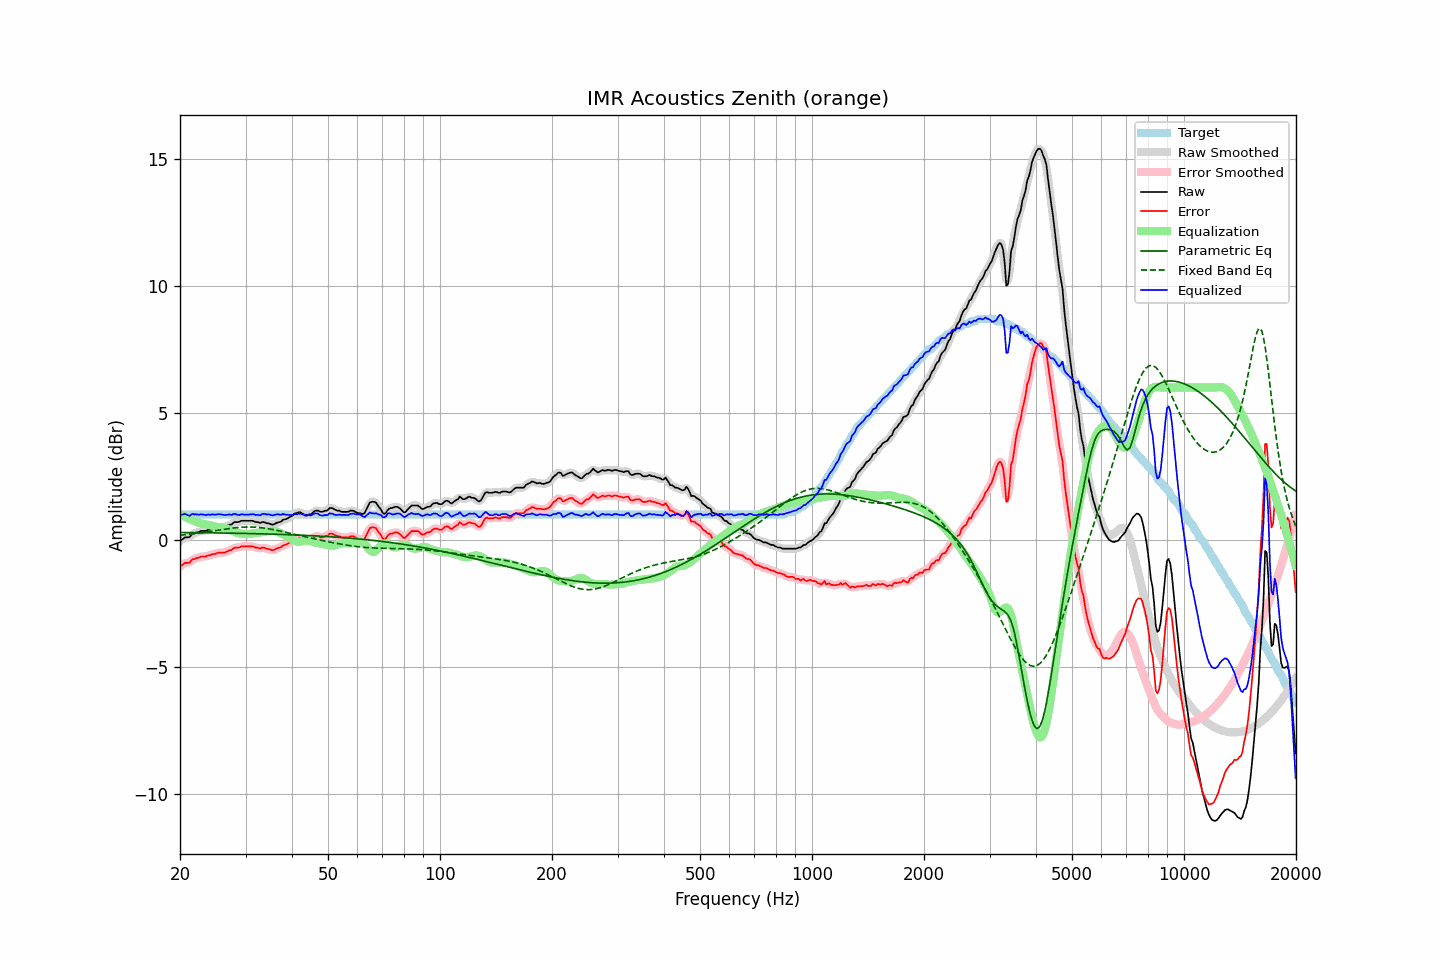 IMR Acoustics Zenith (orange)
Target
Raw Smoothed
Error Smoothed
Raw
Error
Equalization
Parametric Eq
Fixed Band Eq
Equalized
Amplitude (dBr)
15
10
5
0
−5
−10
20
50
100
200
500
1000
2000
5000
10000
20000
Frequency (Hz)